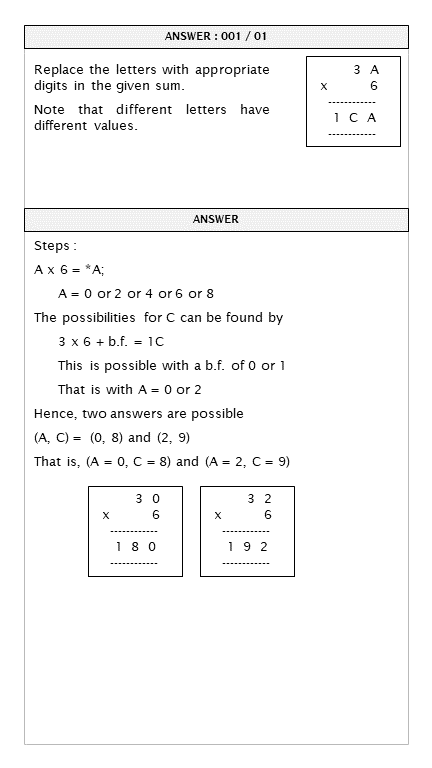 ANSWER : 001 / 01
Replace the letters with appropriate
digits in the given sum.
Note that different letters have
different values.
3 A
x 6
------------
1 C A
------------
ANSWER
Steps :
A x 6 = *A;
A = 0 or 2 or 4 or 6 or 8
The possibilities for C can be found by
3 x 6 + b.f. = 1C
This is possible with a b.f. of 0 or 1
That is with A = 0 or 2
Hence, two answers are possible
(A, C) = (0, 8) and (2, 9)
That is, (A = 0, C = 8) and (A = 2, C = 9)
3 0
x 6
------------
1 8 0
------------
3 2
x 6
------------
1 9 2
------------